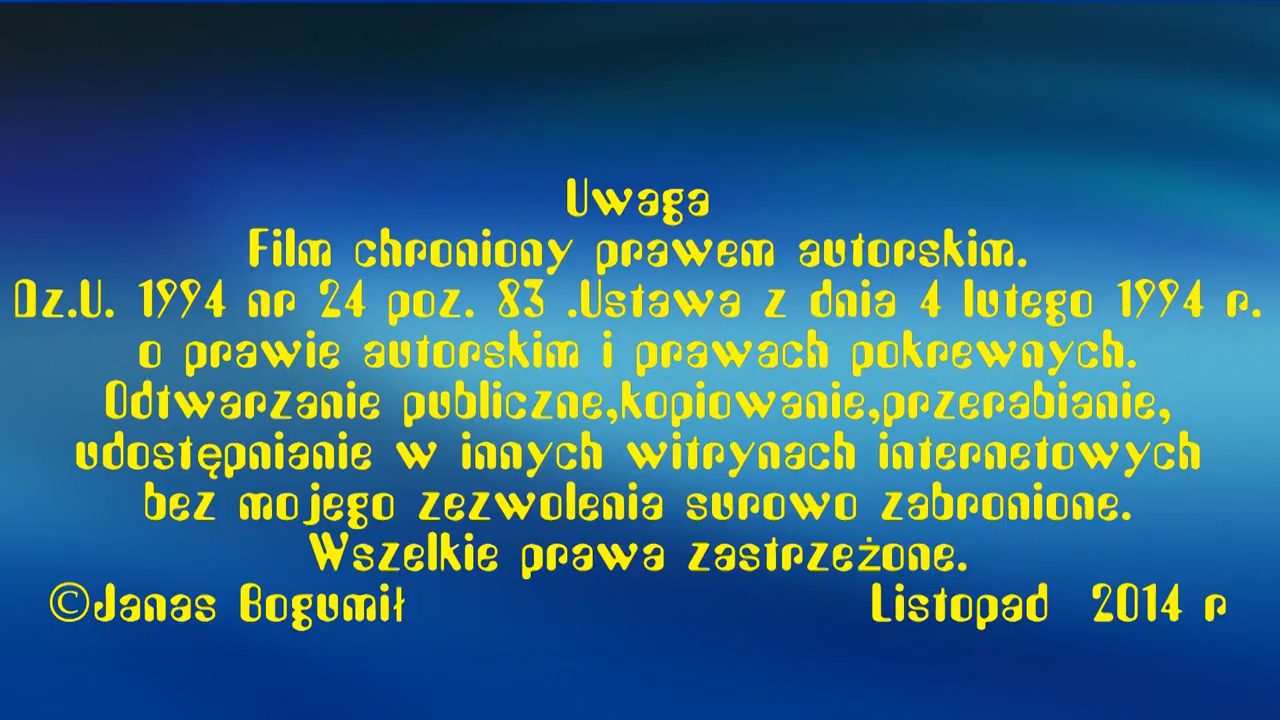 Uwaga
Film chroniony prawem autorskim.
Dz.U. 1994 nr 24 poz. 83 .Ustawa z dnia 4 lutego 1994 r.
o prawie autorskim i prawach pokrewnych.
Odtwarzanie publiczne,kopiowanie,przerabianie,
udostępnianie w innych witrynach internetowych
bez mojego zezwolenia surowo zabronione.
Wszelkie prawa zastrzeżone.
©Janas Bogumił Listopad 2014 r